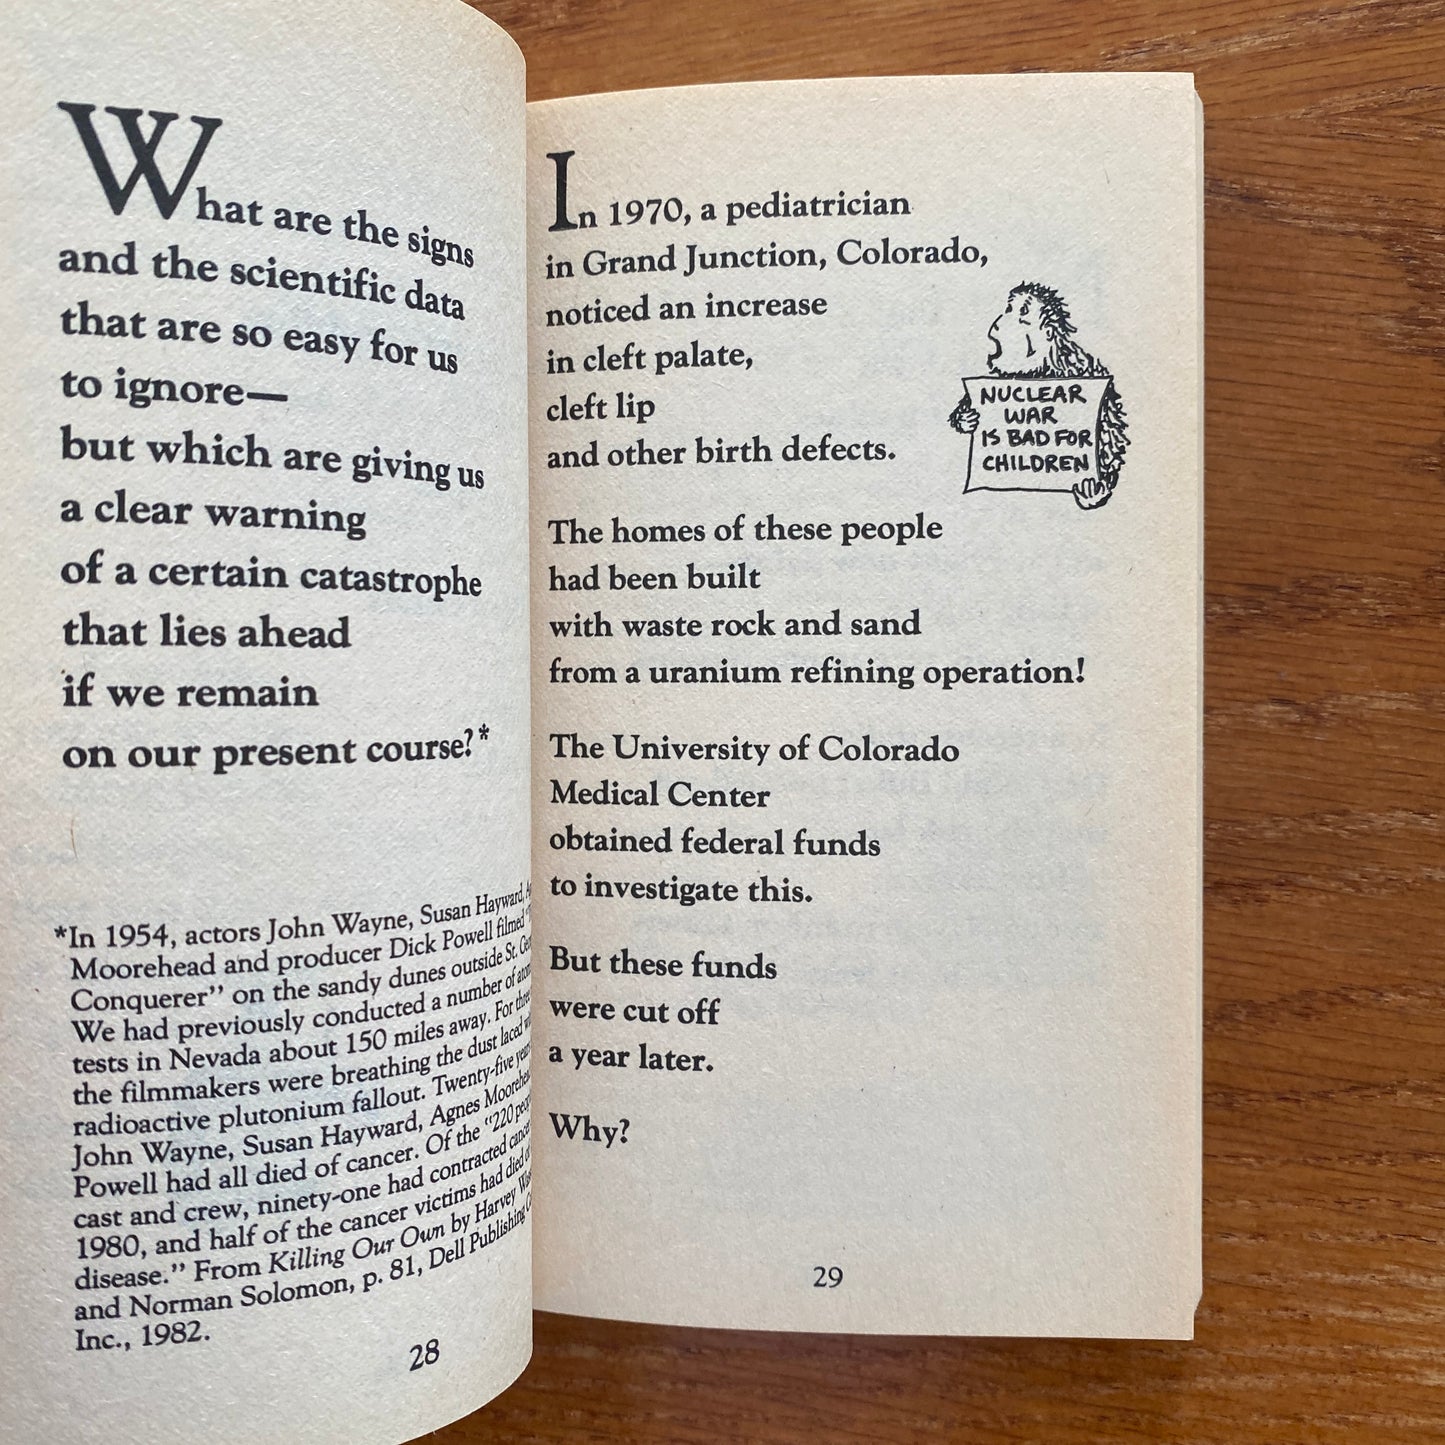 What are the signs
and the scientific data
that are so easy for us
to ignore—
but which are giving us
a clear warning
of a certain catastrophe
that lies ahead
if we remain
on our present course?*
*In 1954, actors John Wayne, Susan Hayward,
Moorehead and producer Dick Powell filmed
Conquerer” on the sandy dunes outside St.
We had previously conducted a number of
tests in Nevada about 150 miles away. For three
the filmmakers were breathing the dust laced
radioactive plutonium fallout. Twenty-five
John Wayne, Susan Hayward, Agnes
Powell had all died of cancer. Of the “220
cast and crew, ninety-one had contracted cancer
1980, and half of the cancer victims had died
disease.” From Killing Our Own by Harvey
and Norman Solomon, p. 81, Dell Publishing
Inc., 1982.
28
In 1970, a pediatrician
in Grand Junction, Colorado,
noticed an increase
in cleft palate,
cleft lip
and other birth defects.
NUCLEAR
WAR
IS BAD FOR
CHILDREN
The homes of these people
had been built
with waste rock and sand
from a uranium refining operation!
The University of Colorado
Medical Center
obtained federal funds
to investigate this.
But these funds
were cut off
a year later.
Why?
29